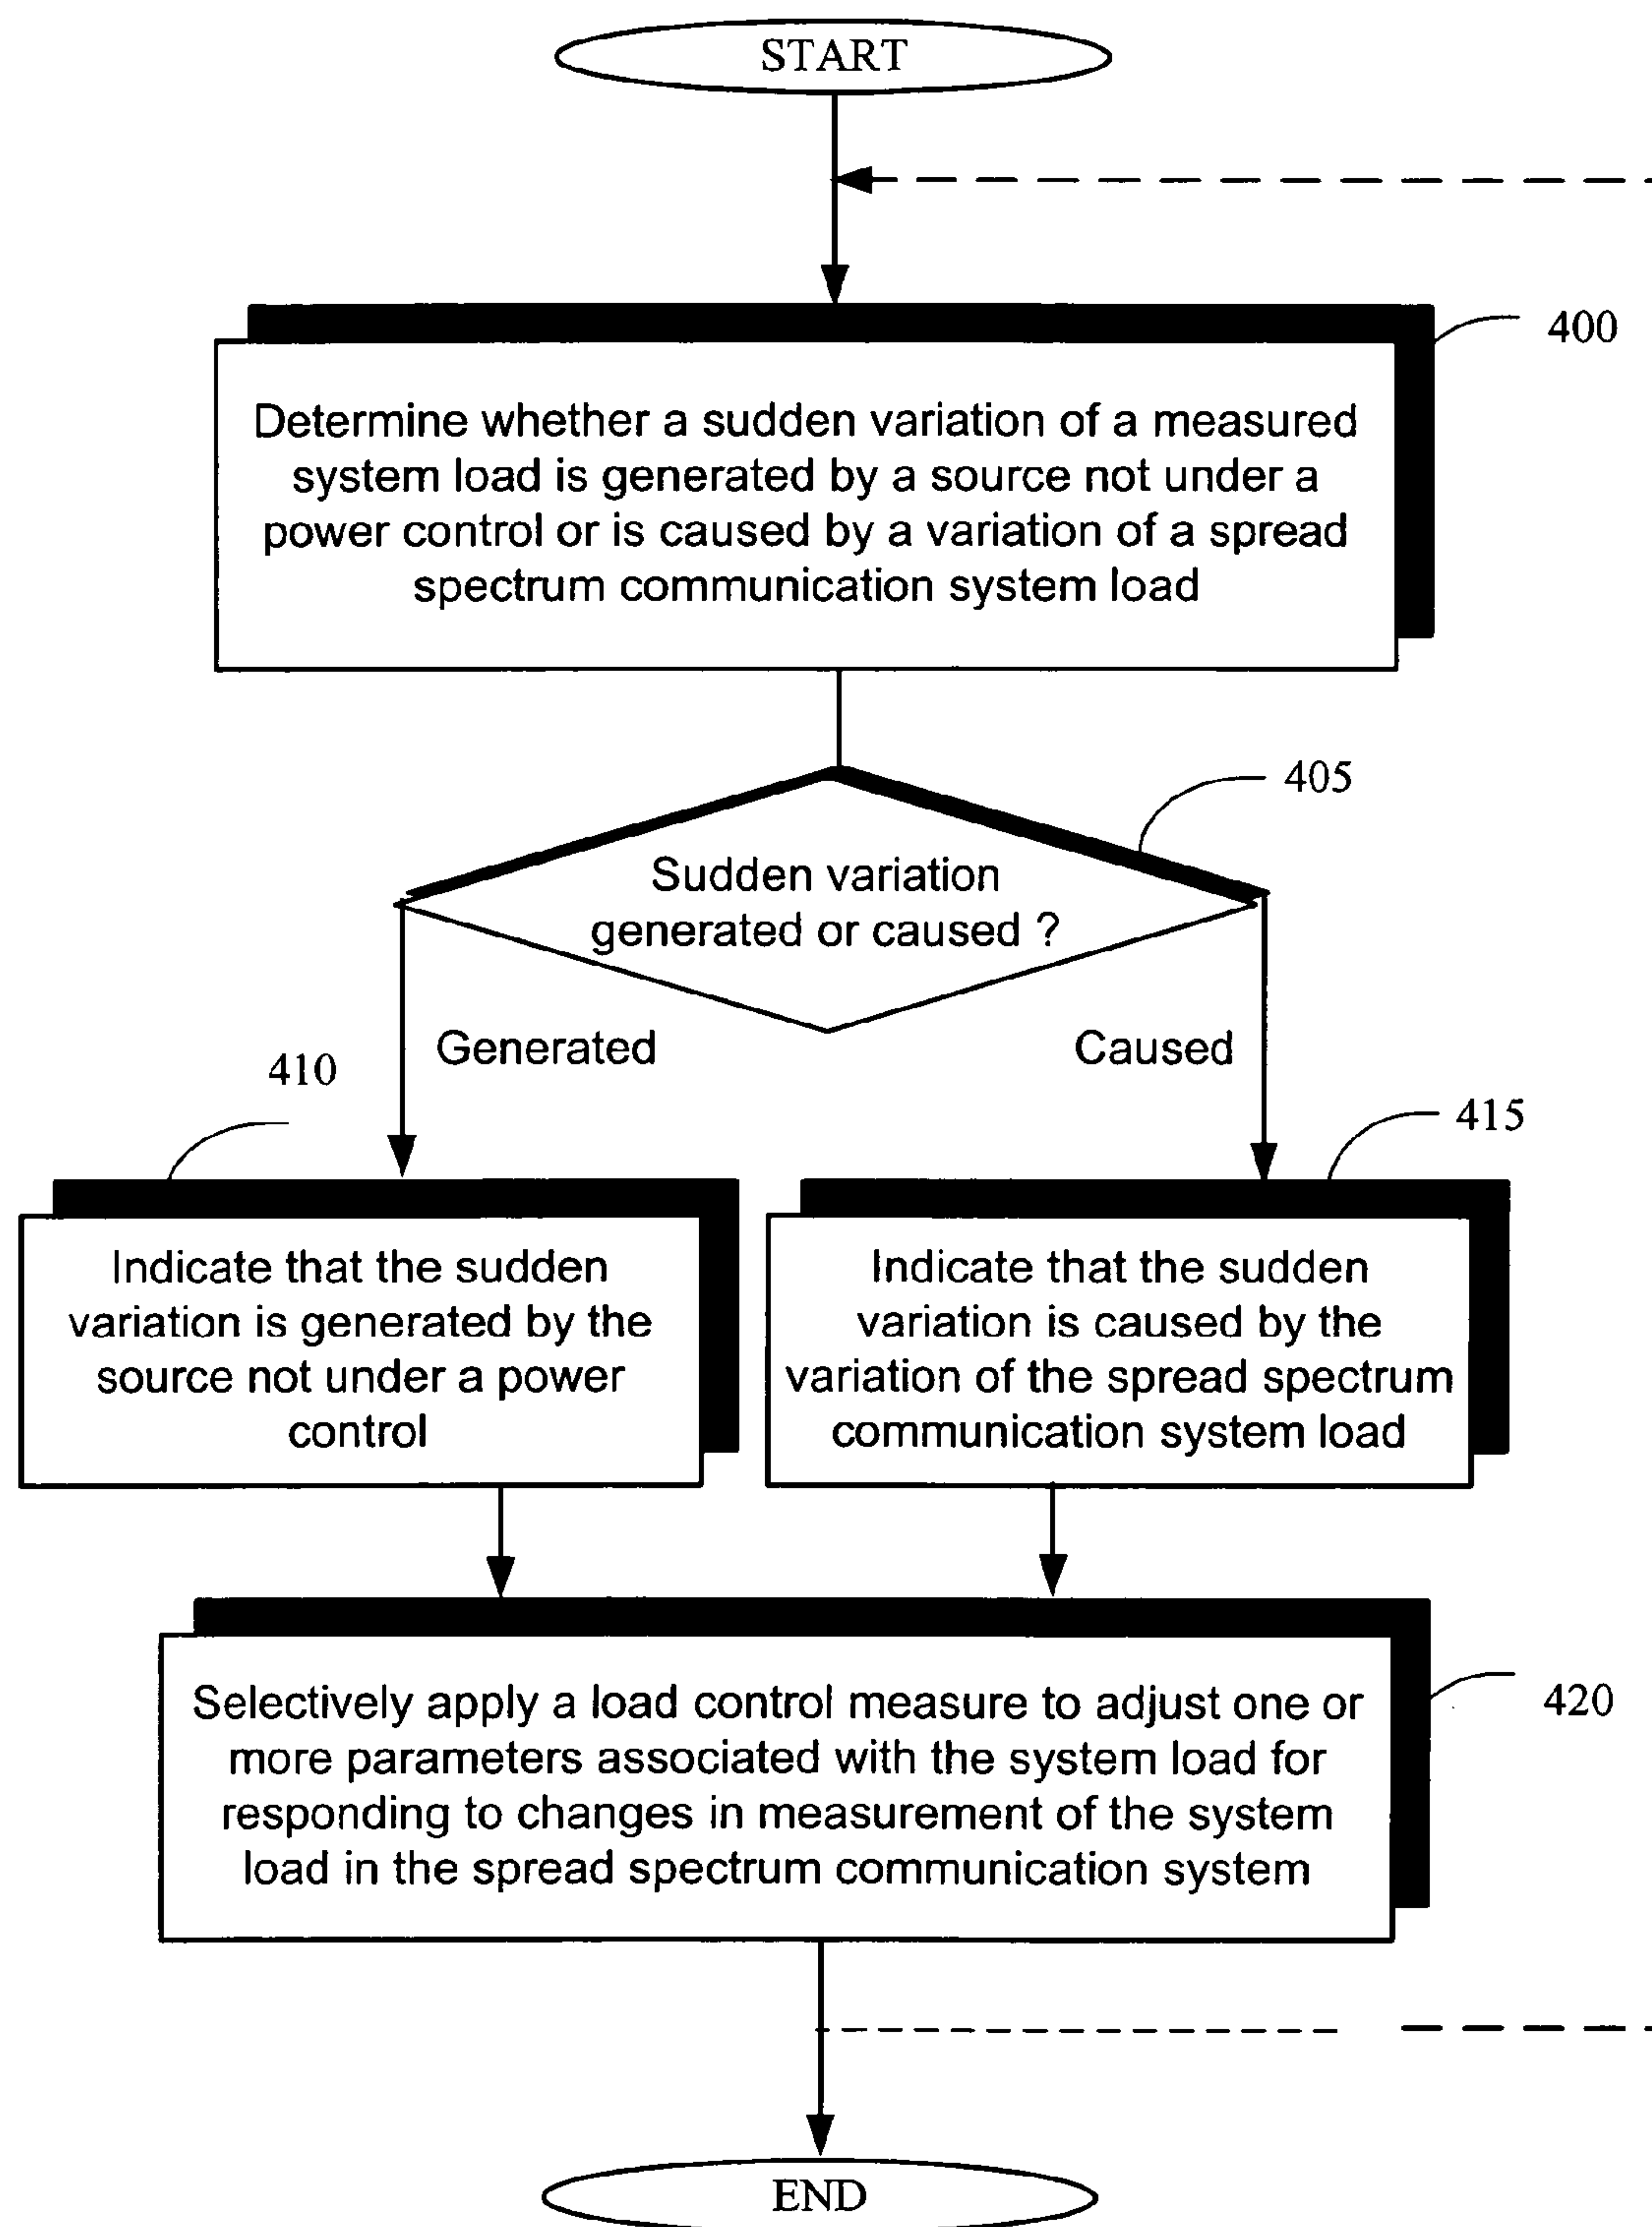 START
400
Determine whether a sudden variation of a measured
system load is generated by a source not under a
power control or is caused by a variation of a spread
spectrum communication system load
405
Sudden variation
generated or caused ?
Generated
Caused
410
415
Indicate that the sudden
variation is generated by the
source not under a power
control
Indicate that the sudden
variation is caused by the
variation of the spread spectrum
communication system load
420
Selectively apply a load control measure to adjust one or
more parameters associated with the system load for
responding to changes in measurement of the system
load in the spread spectrum communication system
END